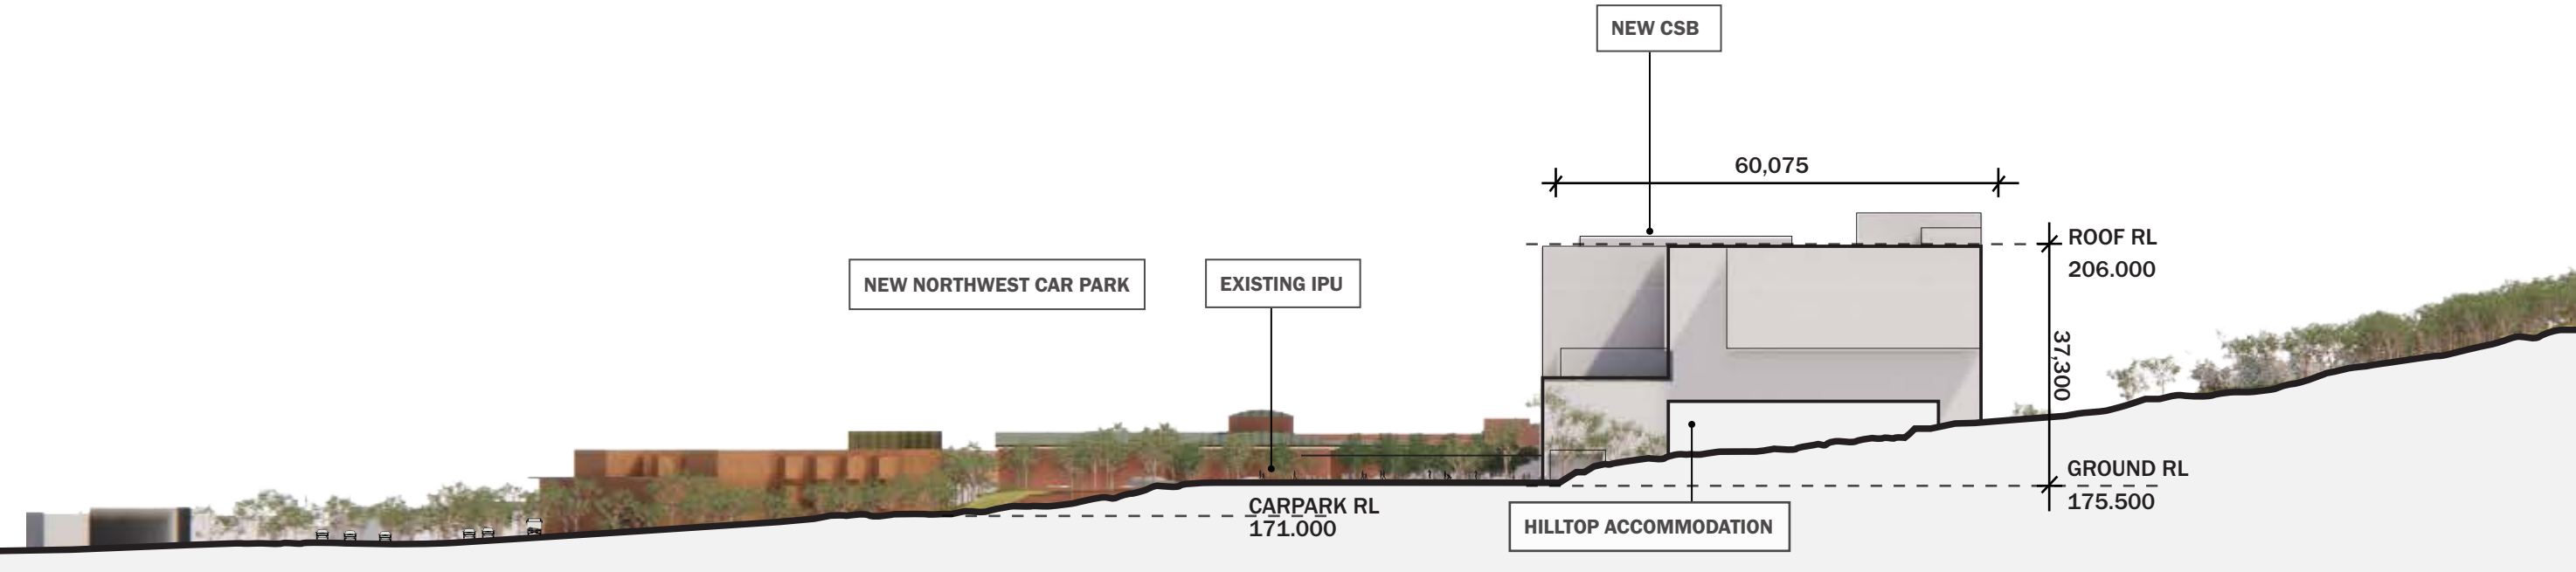 NEW CSB
60,075
ROOF RL
206.000
NEW NORTHWEST CAR PARK
EXISTING IPU
37,300
GROUND RL
175.500
CARPARK RL
171.000
HILLTOP ACCOMMODATION